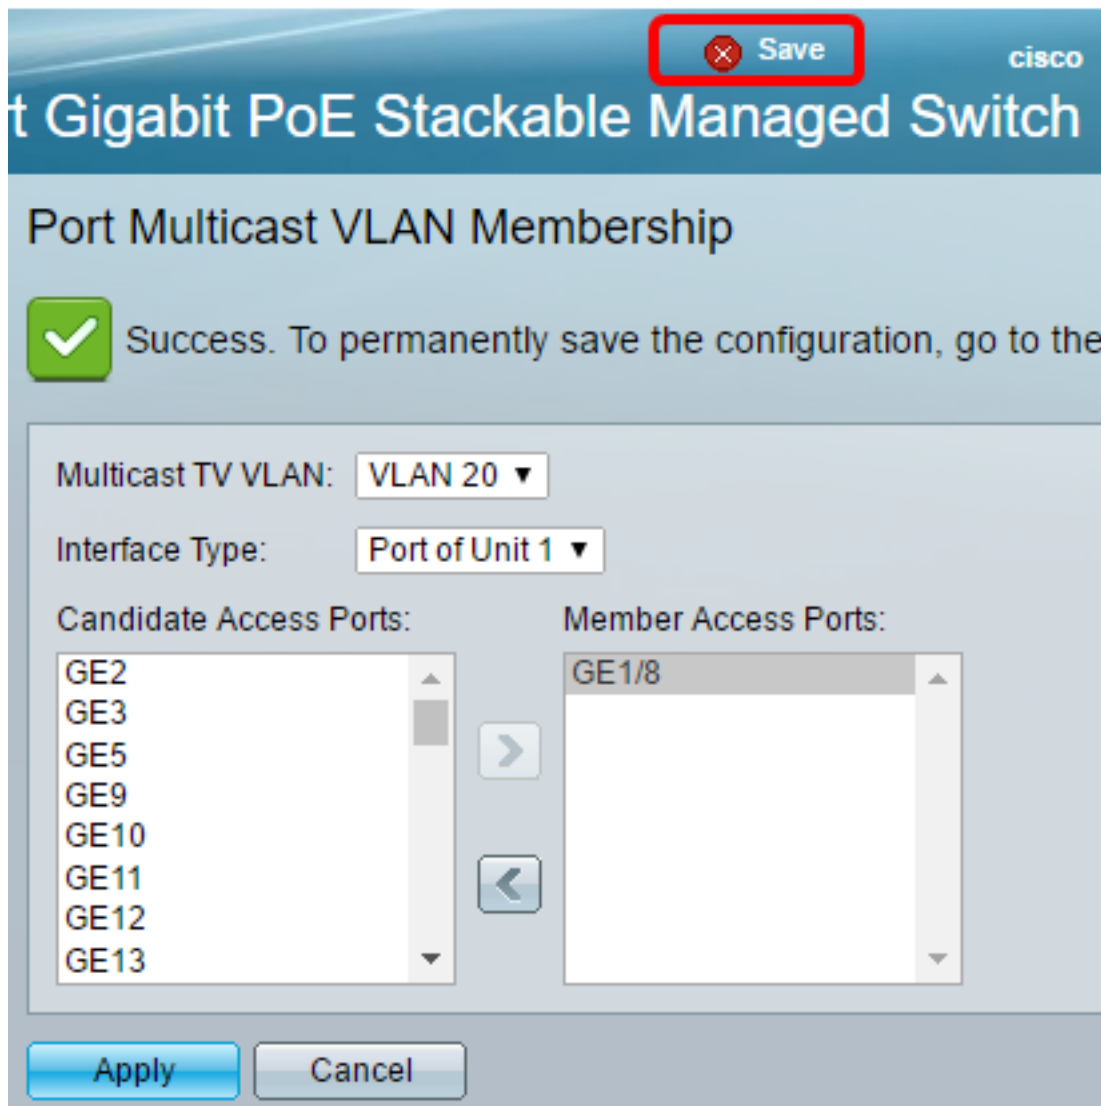 Save
cisco
t Gigabit PoE Stackable Managed Switch
Port Multicast VLAN Membership
Success. To permanently save the configuration, go to the
Multicast TV VLAN: VLAN 20
Interface Type: Port of Unit 1
Candidate Access Ports: Member Access Ports:
GE2 GE1/8
GE3
GE5
GE9
GE10
GE11
GE12
GE13
Apply Cancel